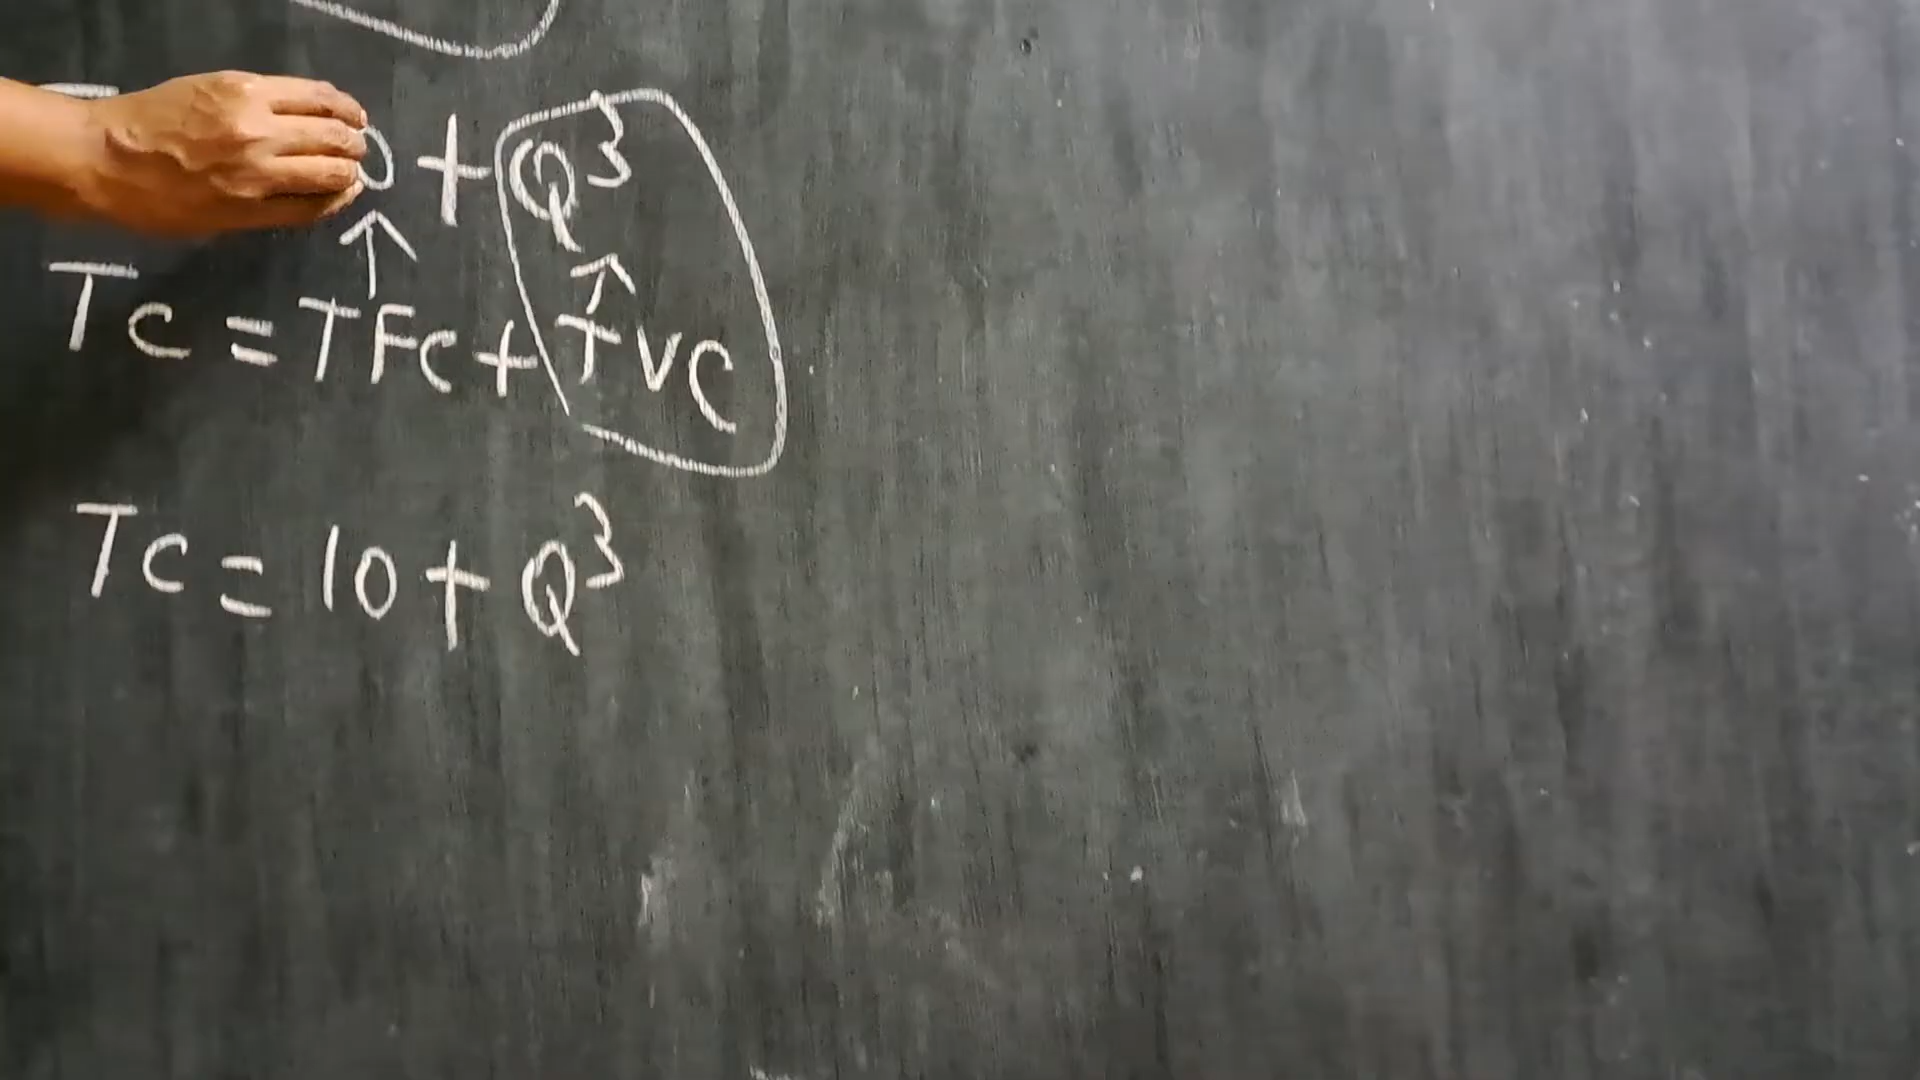 0 + Q³
↑ ↑
Tc = TFC + TVC
Tc = 10 + Q³